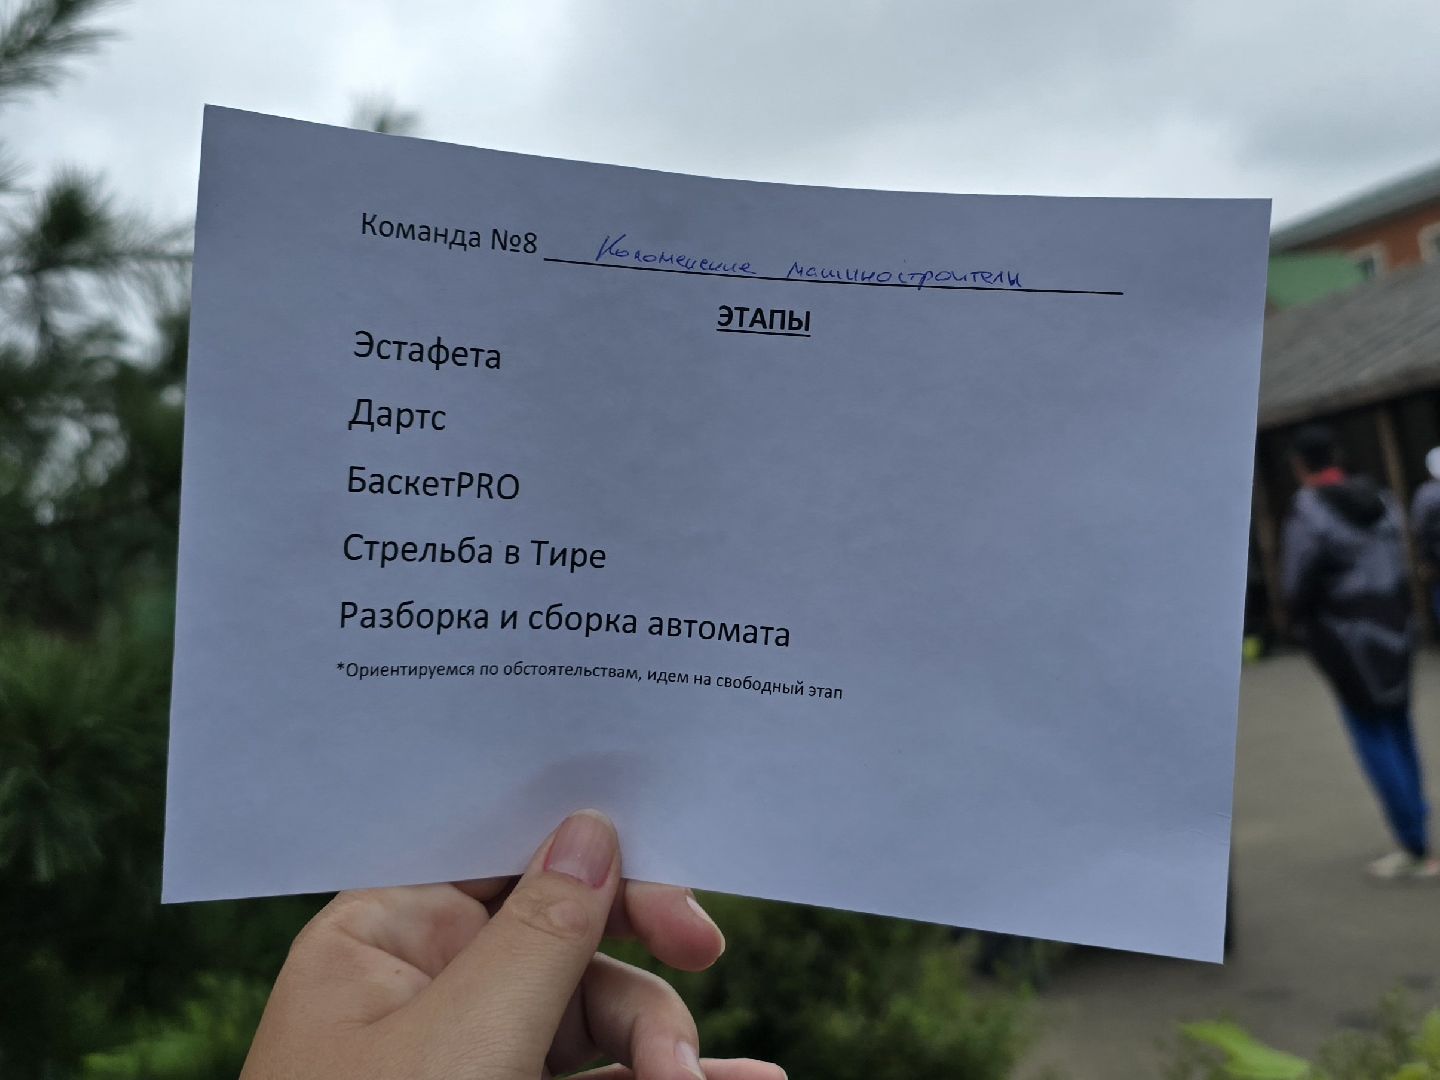 Команда №8 Коломенские машиностроители
ЭТАПЫ
Эстафета
Дартс
БаскетPRO
Стрельба в Тире
Разборка и сборка автомата
*Ориентируемся по обстоятельствам, идем на свободный этап